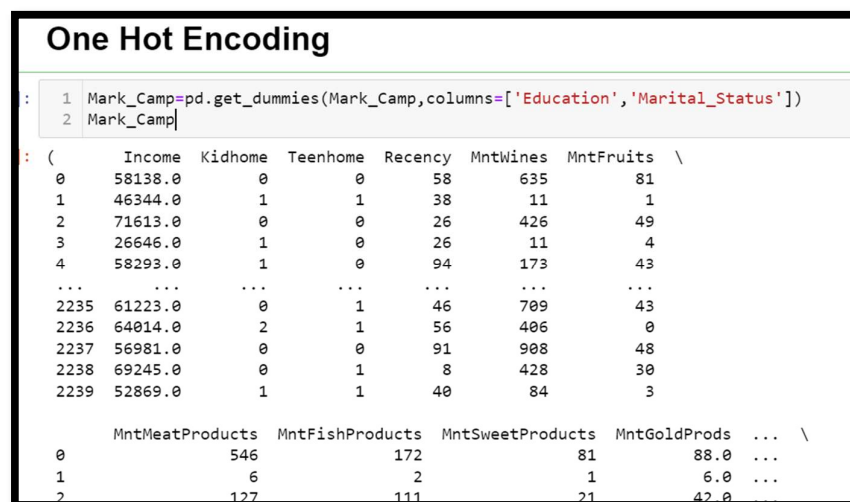 One Hot Encoding
]: 1 Mark_Camp=pd.get_dummies(Mark_Camp,columns=['Education','Marital_Status'])
2 Mark_Camp
]: ( Income Kidhome Teenhome Recency MntWines MntFruits \
0 58138.0 0 0 58 635 81
1 46344.0 1 1 38 11 1
2 71613.0 0 0 26 426 49
3 26646.0 1 0 26 11 4
4 58293.0 1 0 94 173 43
... ... ... ... ... ... ...
2235 61223.0 0 1 46 709 43
2236 64014.0 2 1 56 406 0
2237 56981.0 0 0 91 908 48
2238 69245.0 0 1 8 428 30
2239 52869.0 1 1 40 84 3
MntMeatProducts MntFishProducts MntSweetProducts MntGoldProds ... \
0 546 172 81 88.0 ...
1 6 2 1 6.0 ...
2 127 111 21 42.0 ...